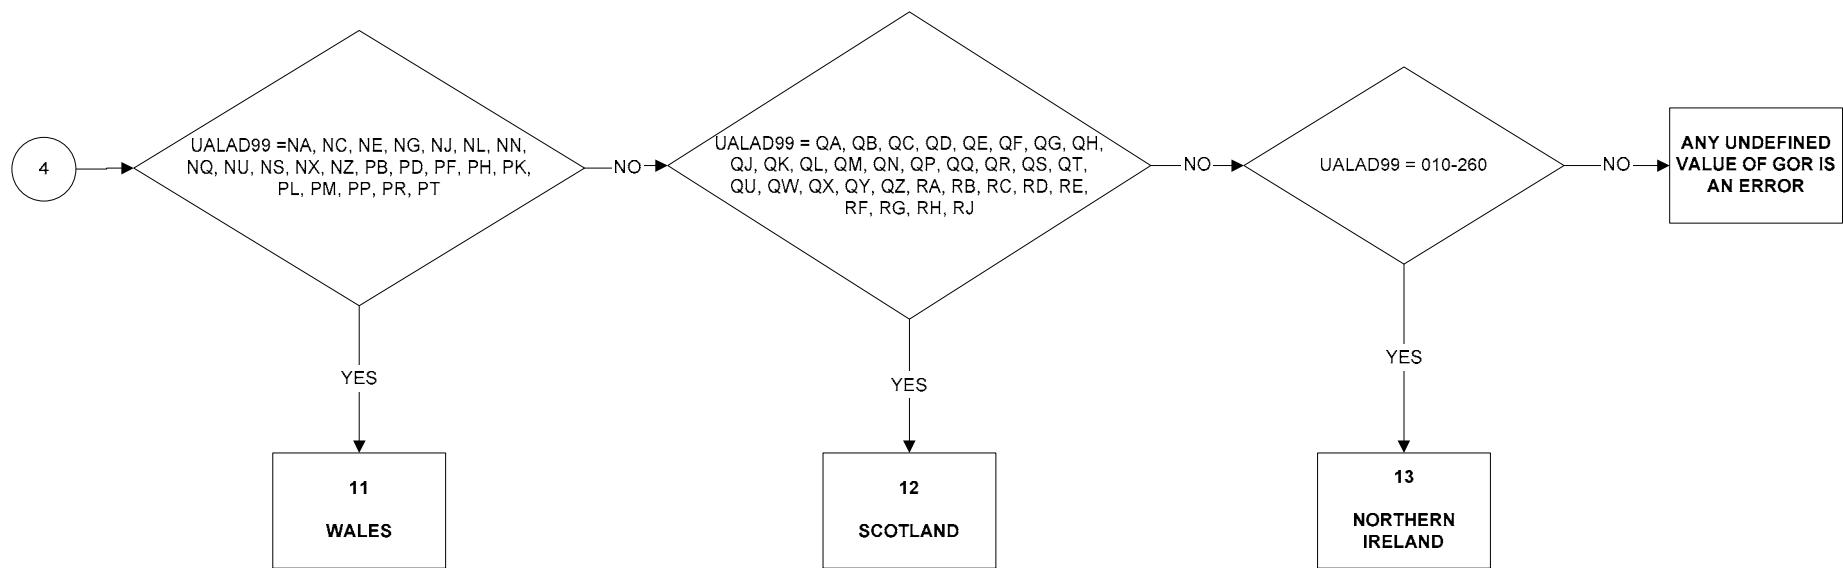 4
UALAD99 =NA, NC, NE, NG, NJ, NL, NN,
NQ, NU, NS, NX, NZ, PB, PD, PF, PH, PK,
PL, PM, PP, PR, PT
NO
YES
11
WALES
UALAD99 = QA, QB, QC, QD, QE, QF, QG, QH,
QJ, QK, QL, QM, QN, QP, QQ, QR, QS, QT,
QU, QW, QX, QY, QZ, RA, RB, RC, RD, RE,
RF, RG, RH, RJ
NO
YES
12
SCOTLAND
UALAD99 = 010-260
NO
YES
13
NORTHERN
IRELAND
ANY UNDEFINED
VALUE OF GOR IS
AN ERROR